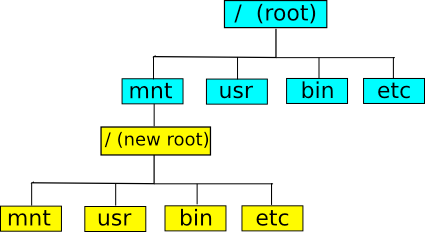 / (root)
mnt usr bin etc
/ (new root)
mnt usr bin etc